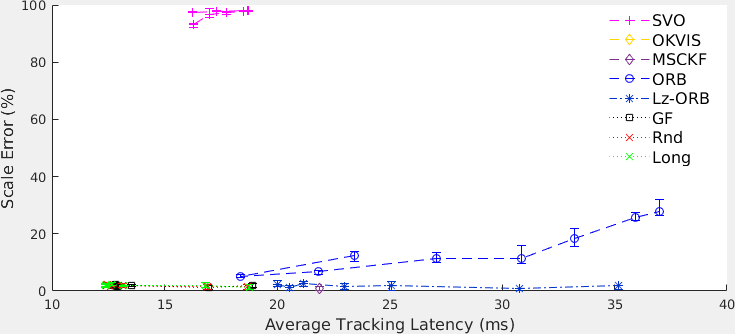 100
80
60
40
20
0
Scale Error (%)
10
15
20
25
30
35
40
Average Tracking Latency (ms)
SVO
OKVIS
MSCKF
ORB
Lz-ORB
GF
Rnd
Long